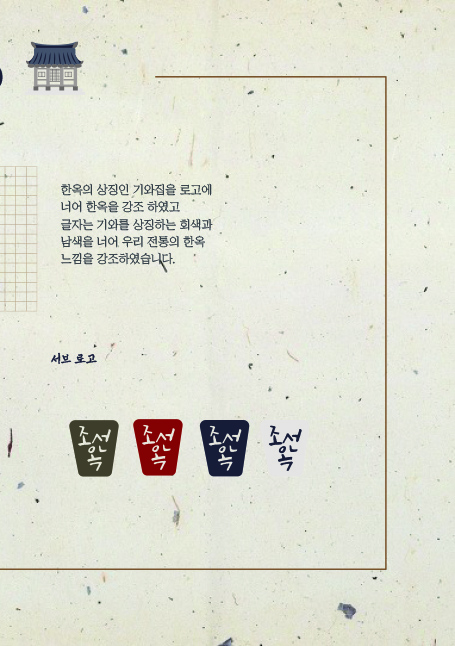 한옥의 상징인 기와집을 로고에
너어 한옥을 강조 하였고
글자는 기와를 상징하는 회색과
남색을 너어 우리 전통의 한옥
느낌을 강조하였습니다.
서브 로고
조선
옥
조선
옥
조선
옥
조선
옥